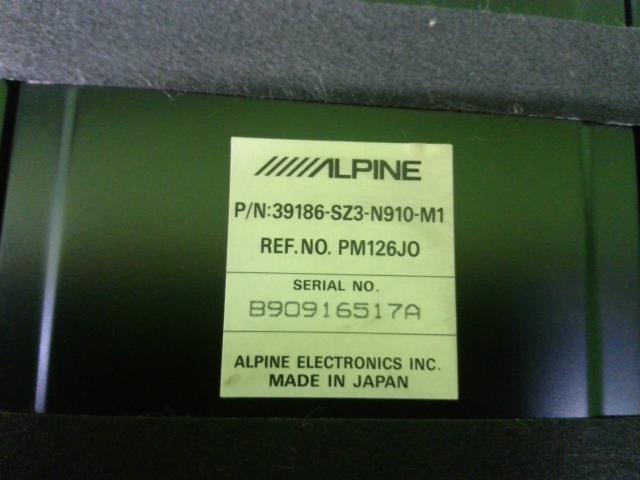 ALPINE
P/N:39186-SZ3-N910-M1
REF.NO. PM126JO
SERIAL NO.
B90916517A
ALPINE ELECTRONICS INC.
MADE IN JAPAN